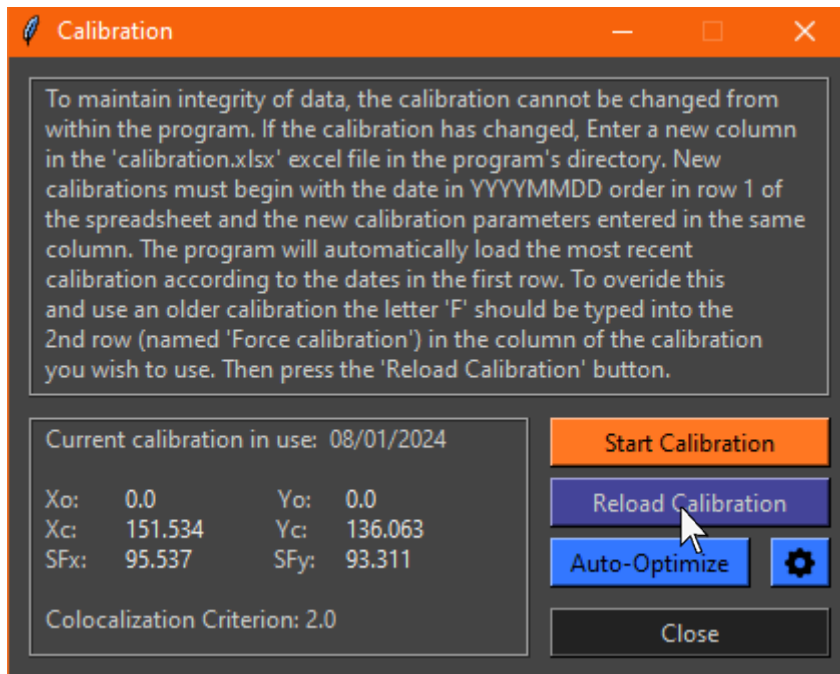 Calibration
To maintain integrity of data, the calibration cannot be changed from
within the program. If the calibration has changed, Enter a new column
in the 'calibration.xlsx' excel file in the program's directory. New
calibrations must begin with the date in YYYYMMDD order in row 1 of
the spreadsheet and the new calibration parameters entered in the same
column. The program will automatically load the most recent
calibration according to the dates in the first row. To overide this
and use an older calibration the letter 'F' should be typed into the
2nd row (named 'Force calibration') in the column of the calibration
you wish to use. Then press the 'Reload Calibration' button.
Current calibration in use: 08/01/2024
Xo: 0.0 Yo: 0.0
Xc: 151.534 Yc: 136.063
SFx: 95.537 SFy: 93.311
Colocalization Criterion: 2.0
Start Calibration
Reload Calibration
Auto-Optimize
Close